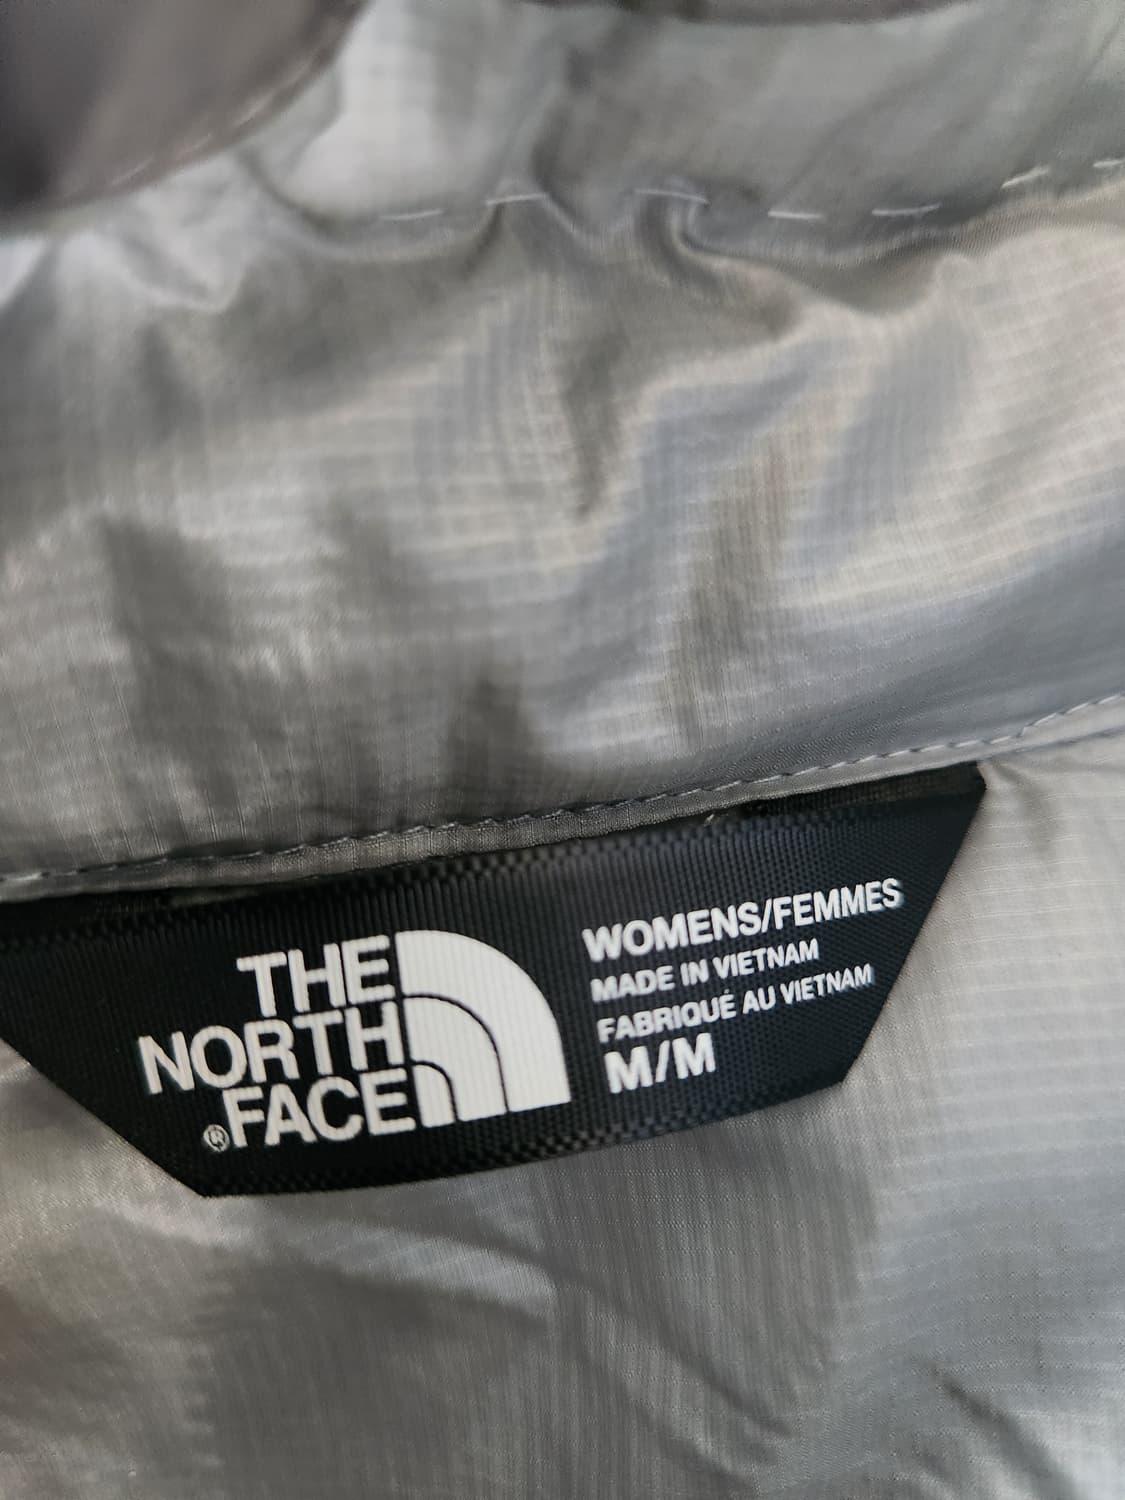 THE
NORTH
®FACE
WOMENS/FEMMES
MADE IN VIETNAM
FABRIQUÉ AU VIETNAM
M/M